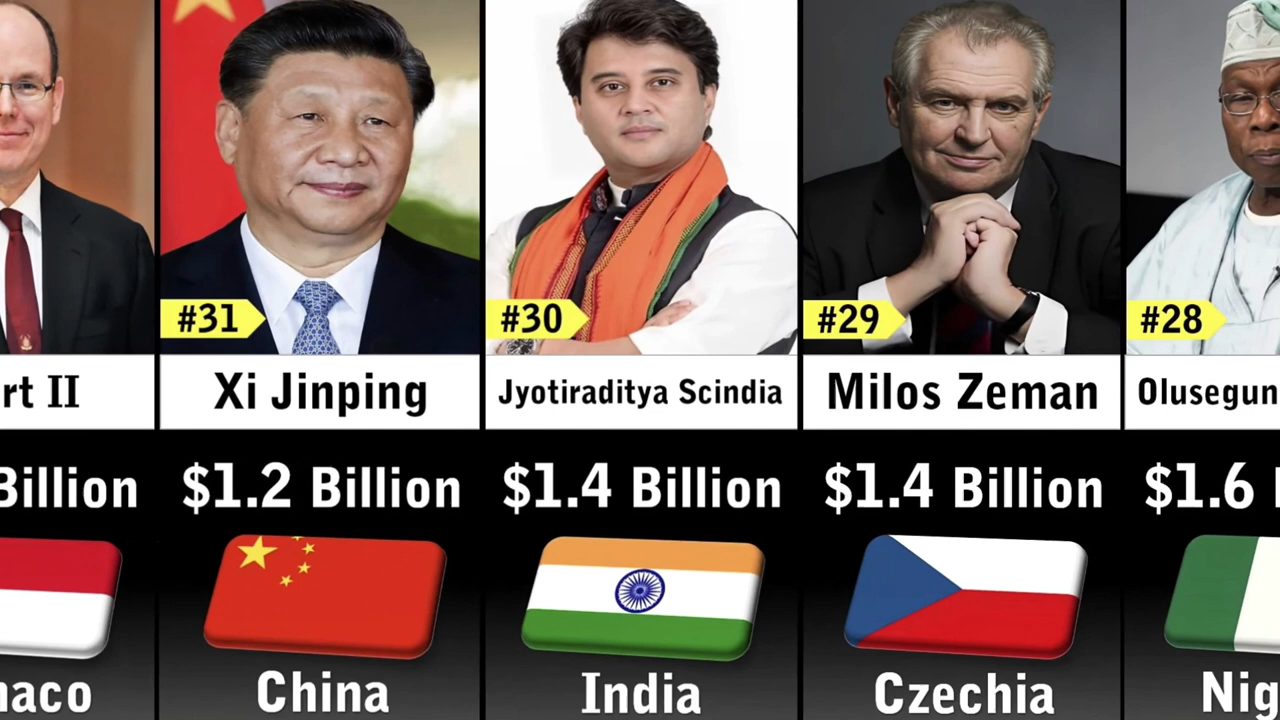 #31
#30
#29
#28
rt II
Xi Jinping
Jyotiraditya Scindia
Milos Zeman
Olusegun
Billion
$1.2 Billion
$1.4 Billion
$1.4 Billion
$1.6
naco
China
India
Czechia
Nig